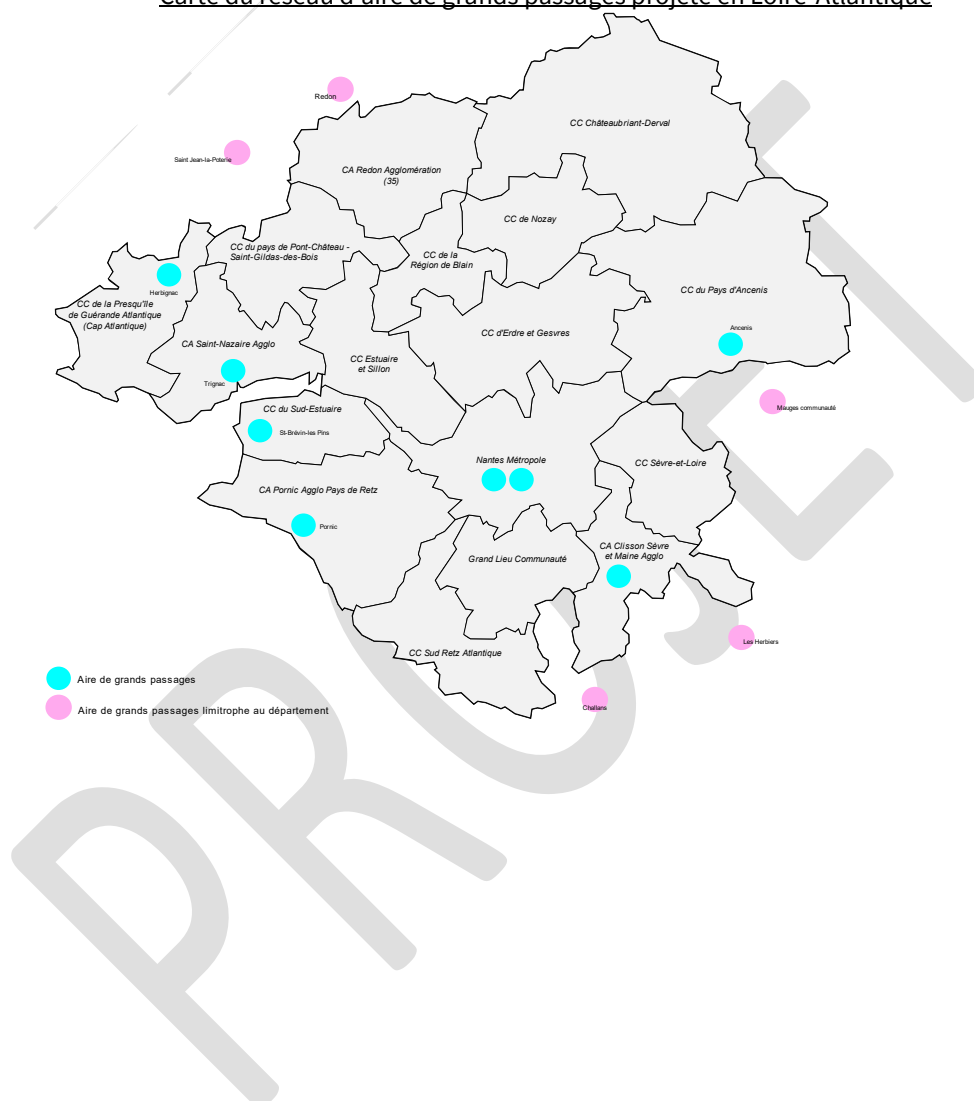 Carte du réseau d'aire de grands passages projeté en Loire-Atlantique
Redon
CC Châteaubriant-Derval
Saint Jean-la-Poterie
CA Redon Agglomération
(35)
CC de Nozay
CC du pays de Pont-Château -
Saint-Gildas-des-Bois
CC de la
Région de Blain
Herbignac
CC de la Presqu'Ile
de Guérande Atlantique
(Cap Atlantique)
CC du Pays d'Ancenis
Ancenis
CC d'Erdre et Gesvres
CA Saint-Nazaire Agglo
Trignac
CC Estuaire
et Sillon
Mauges communauté
CC du Sud-Estuaire
St-Brévin-les Pins
Nantes Métropole
CC Sèvre-et-Loire
CA Pornic Agglo Pays de Retz
Pornic
Grand Lieu Communauté
CA Clisson Sèvre
et Maine Agglo
Les Herbiers
CC Sud Retz Atlantique
Challans
Aire de grands passages
Aire de grands passages limitrophe au département
PROJET